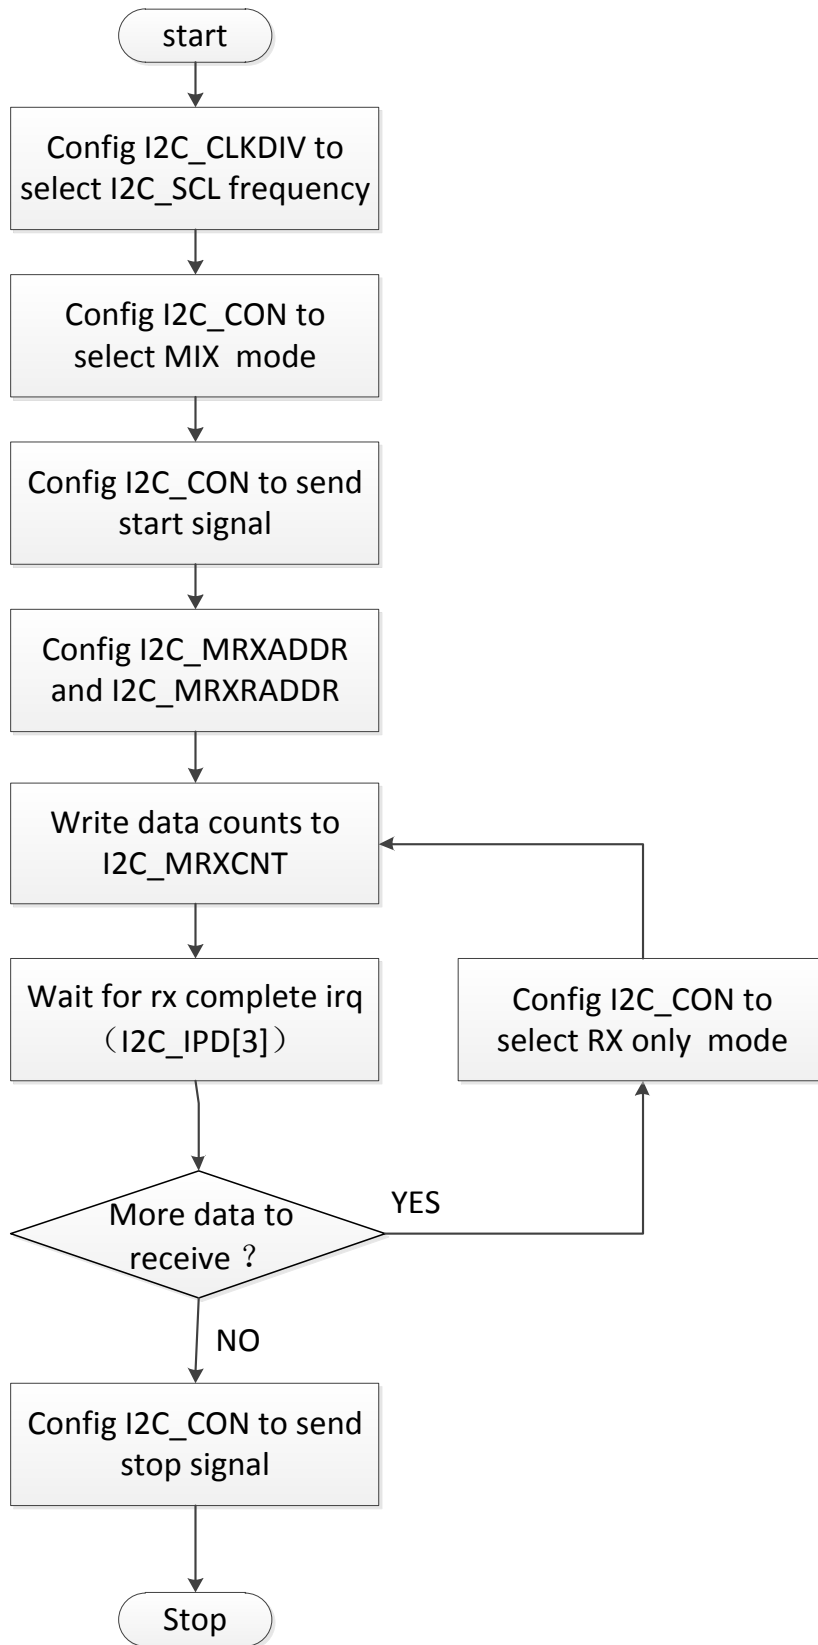 start
Config I2C_CLKDIV to
select I2C_SCL frequency
Config I2C_CON to
select MIX  mode
Config I2C_CON to send
start signal
Config I2C_MRXADDR
and I2C_MRXRADDR
Write data counts to
I2C_MRXCNT
Wait for rx complete irq
（I2C_IPD[3]）
Config I2C_CON to
select RX only  mode
More data to
receive？
YES
NO
Config I2C_CON to send
stop signal
Stop